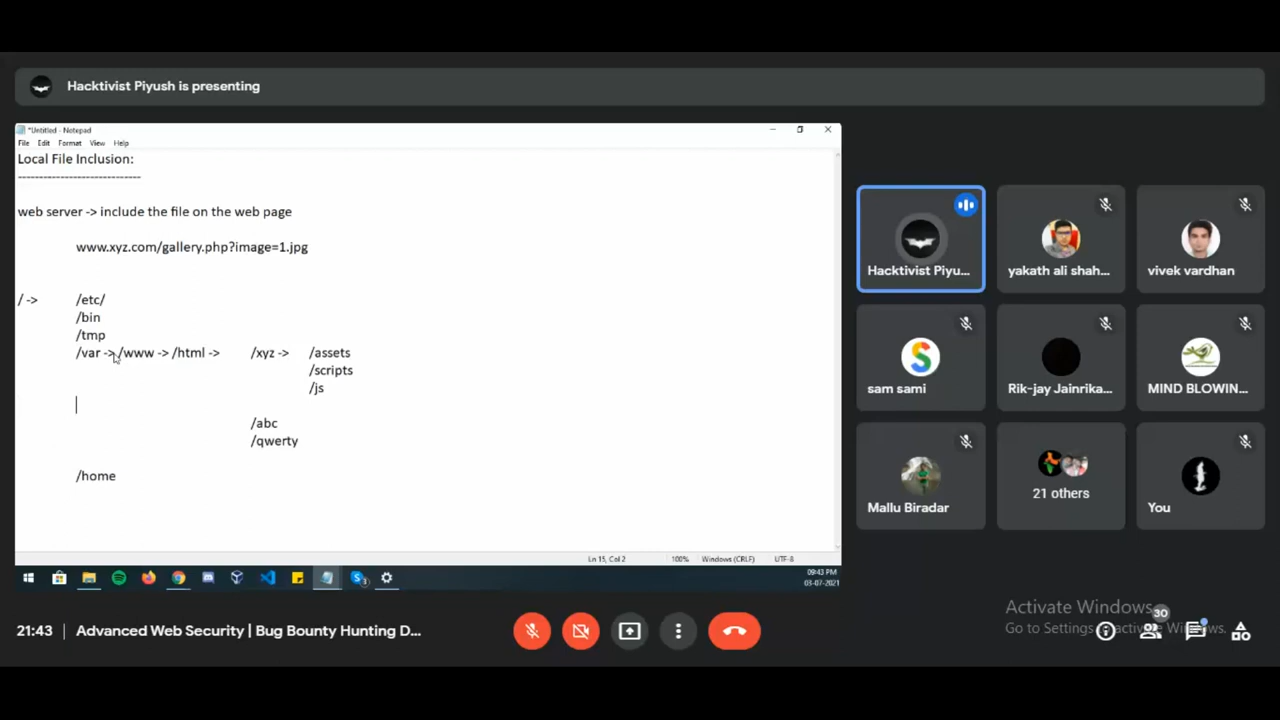 Hacktivist Piyush is presenting
*Untitled - Notepad
File Edit Format View Help
Local File Inclusion:
------------------------------
web server -> include the file on the web page
www.xyz.com/gallery.php?image=1.jpg
/ -> /etc/
/bin
/tmp
/var -> /www -> /html -> /xyz -> /assets
/scripts
/js
/abc
/qwerty
/home
Ln 15, Col 2 100% Windows (CRLF) UTF-8
09:43 PM
03-07-2021
Hacktivist Piyu...
yakath ali shah...
vivek vardhan
sam sami
Rik-jay Jainrika...
MIND BLOWIN...
Mallu Biradar
21 others
You
21:43 Advanced Web Security | Bug Bounty Hunting D...
Activate Windows
Go to Settings to activate Windows.
30